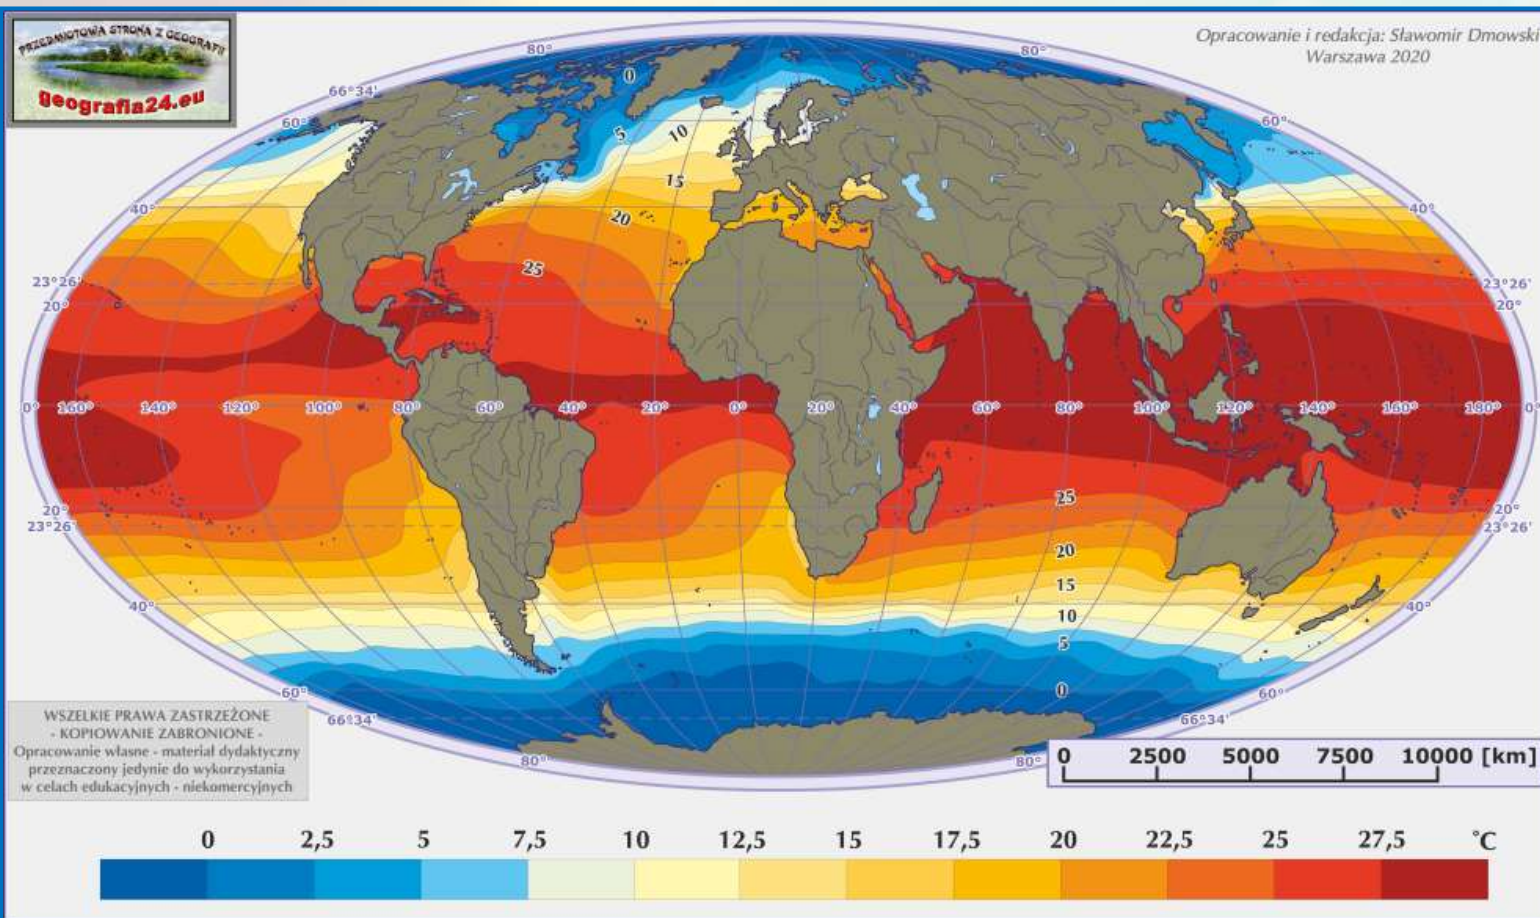 PRZEDMIOTOWA STRONA Z GEOGRAFII
geografia24.eu
Opracowanie i redakcja: Sławomir Dmowski
Warszawa 2020
80° 80°
66°34'
60° 60°
0
5 10
15
40° 40°
20
25
23°26' 23°26'
20° 20°
0° 160° 140° 120° 100° 80° 60° 40° 20° 0° 20° 40° 60° 80° 100° 120° 140° 160° 180° 0°
25
20° 20°
23°26' 23°26'
20
15
40° 40°
10
5
60° 0 60°
66°34' 66°34'
80° 80°
WSZELKIE PRAWA ZASTRZEŻONE
- KOPIOWANIE ZABRONIONE -
Opracowanie własne - materiał dydaktyczny
przeznaczony jedynie do wykorzystania
w celach edukacyjnych - niekomercyjnych
0 2500 5000 7500 10000 [km]
0 2,5 5 7,5 10 12,5 15 17,5 20 22,5 25 27,5 °C